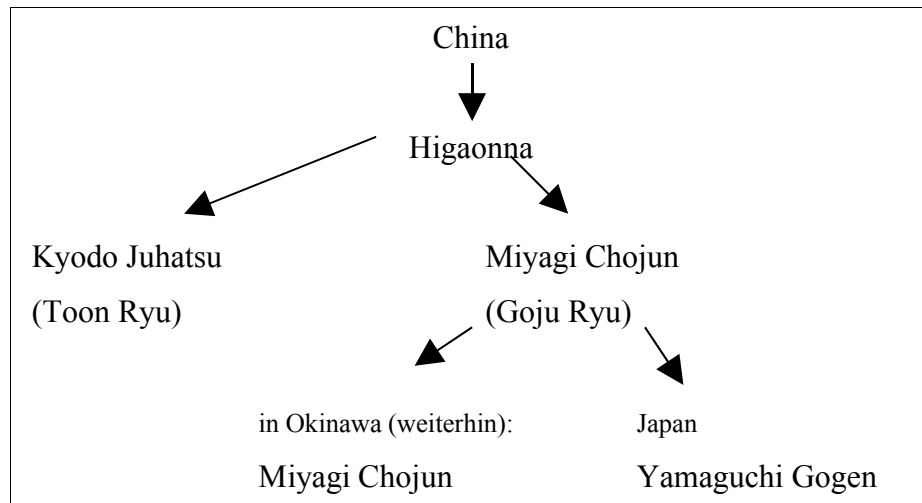 China
Higaonna
Kyodo Juhatsu
(Toon Ryu)
Miyagi Chojun
(Goju Ryu)
in Okinawa (weiterhin):
Miyagi Chojun
Japan
Yamaguchi Gogen